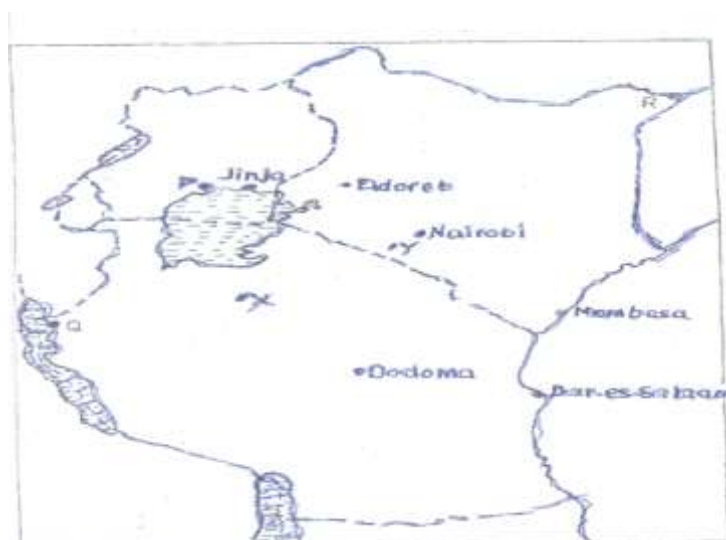 R
P Jinja
Eldoret
Nairobi
Y
X
Mombasa
Q
Dodoma
Dar-es-Salaam